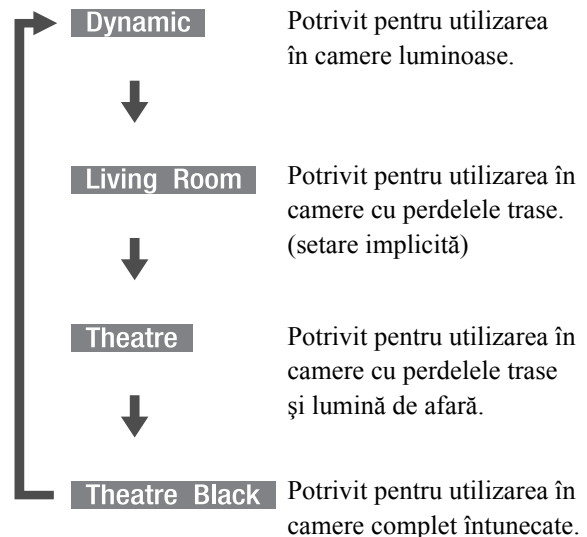 Dynamic
Potrivit pentru utilizarea
în camere luminoase.
Living Room
Potrivit pentru utilizarea în
camere cu perdelele trase.
(setare implicită)
Theatre
Potrivit pentru utilizarea în
camere cu perdelele trase
şi lumină de afară.
Theatre Black
Potrivit pentru utilizarea în
camere complet întunecate.